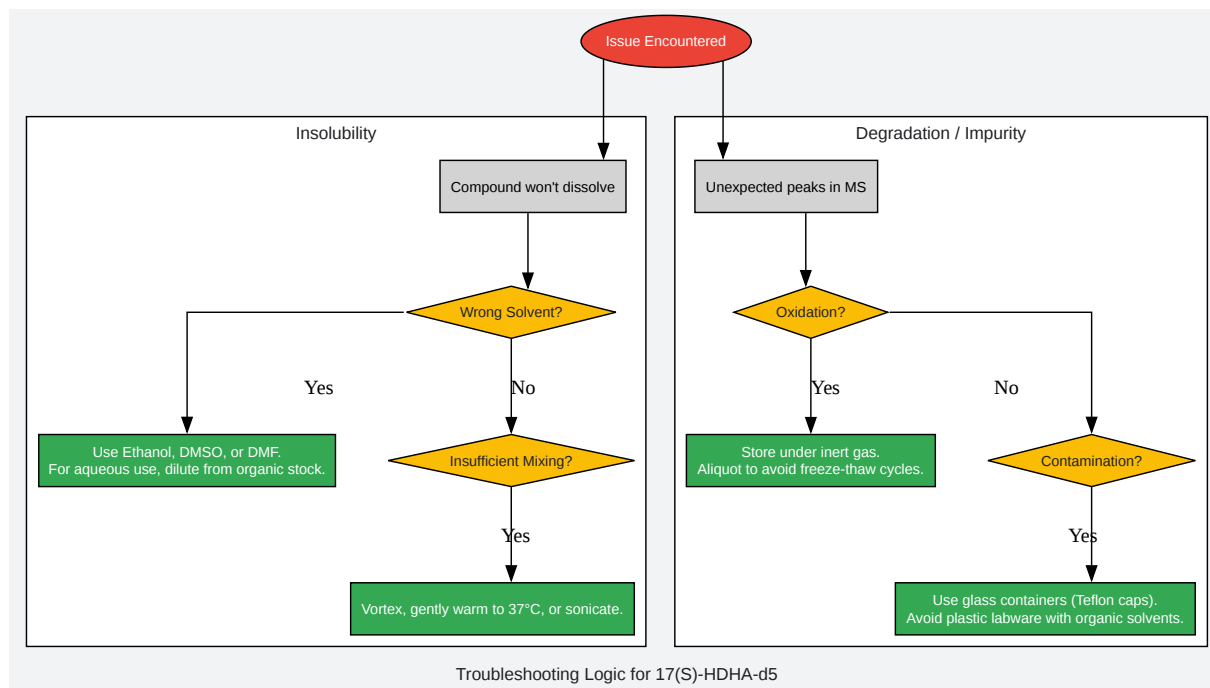 Issue Encountered
Insolubility
Compound won't dissolve
Wrong Solvent?
Yes
No
Use Ethanol, DMSO, or DMF.
For aqueous use, dilute from organic stock.
Insufficient Mixing?
Yes
Vortex, gently warm to 37°C, or sonicate.
Degradation / Impurity
Unexpected peaks in MS
Oxidation?
Yes
No
Store under inert gas.
Aliquot to avoid freeze-thaw cycles.
Contamination?
Yes
Use glass containers (Teflon caps).
Avoid plastic labware with organic solvents.
Troubleshooting Logic for 17(S)-HDHA-d5